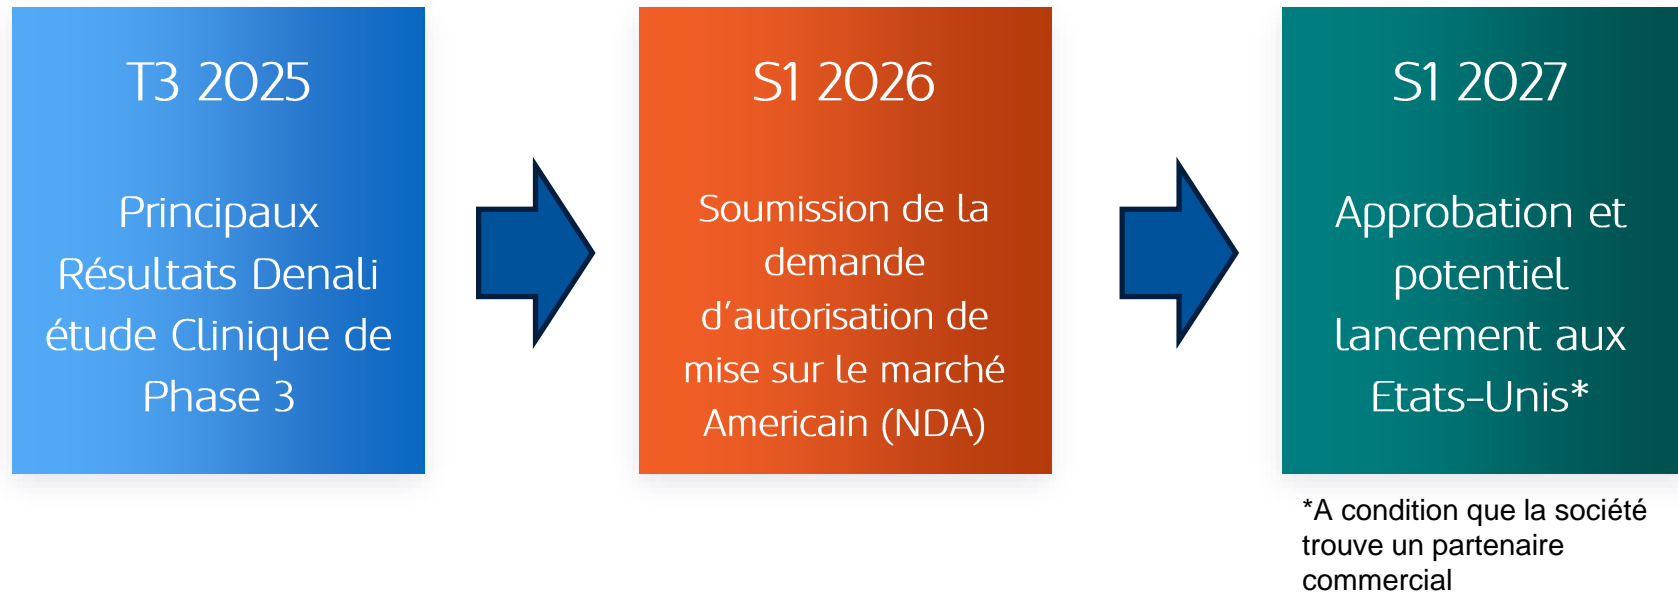 T3 2025
Principaux
Résultats Denali
étude Clinique de
Phase 3
S1 2026
Soumission de la
demande
d’autorisation de
mise sur le marché
Americain (NDA)
S1 2027
Approbation et
potentiel
lancement aux
Etats-Unis*
*A condition que la société
trouve un partenaire
commercial